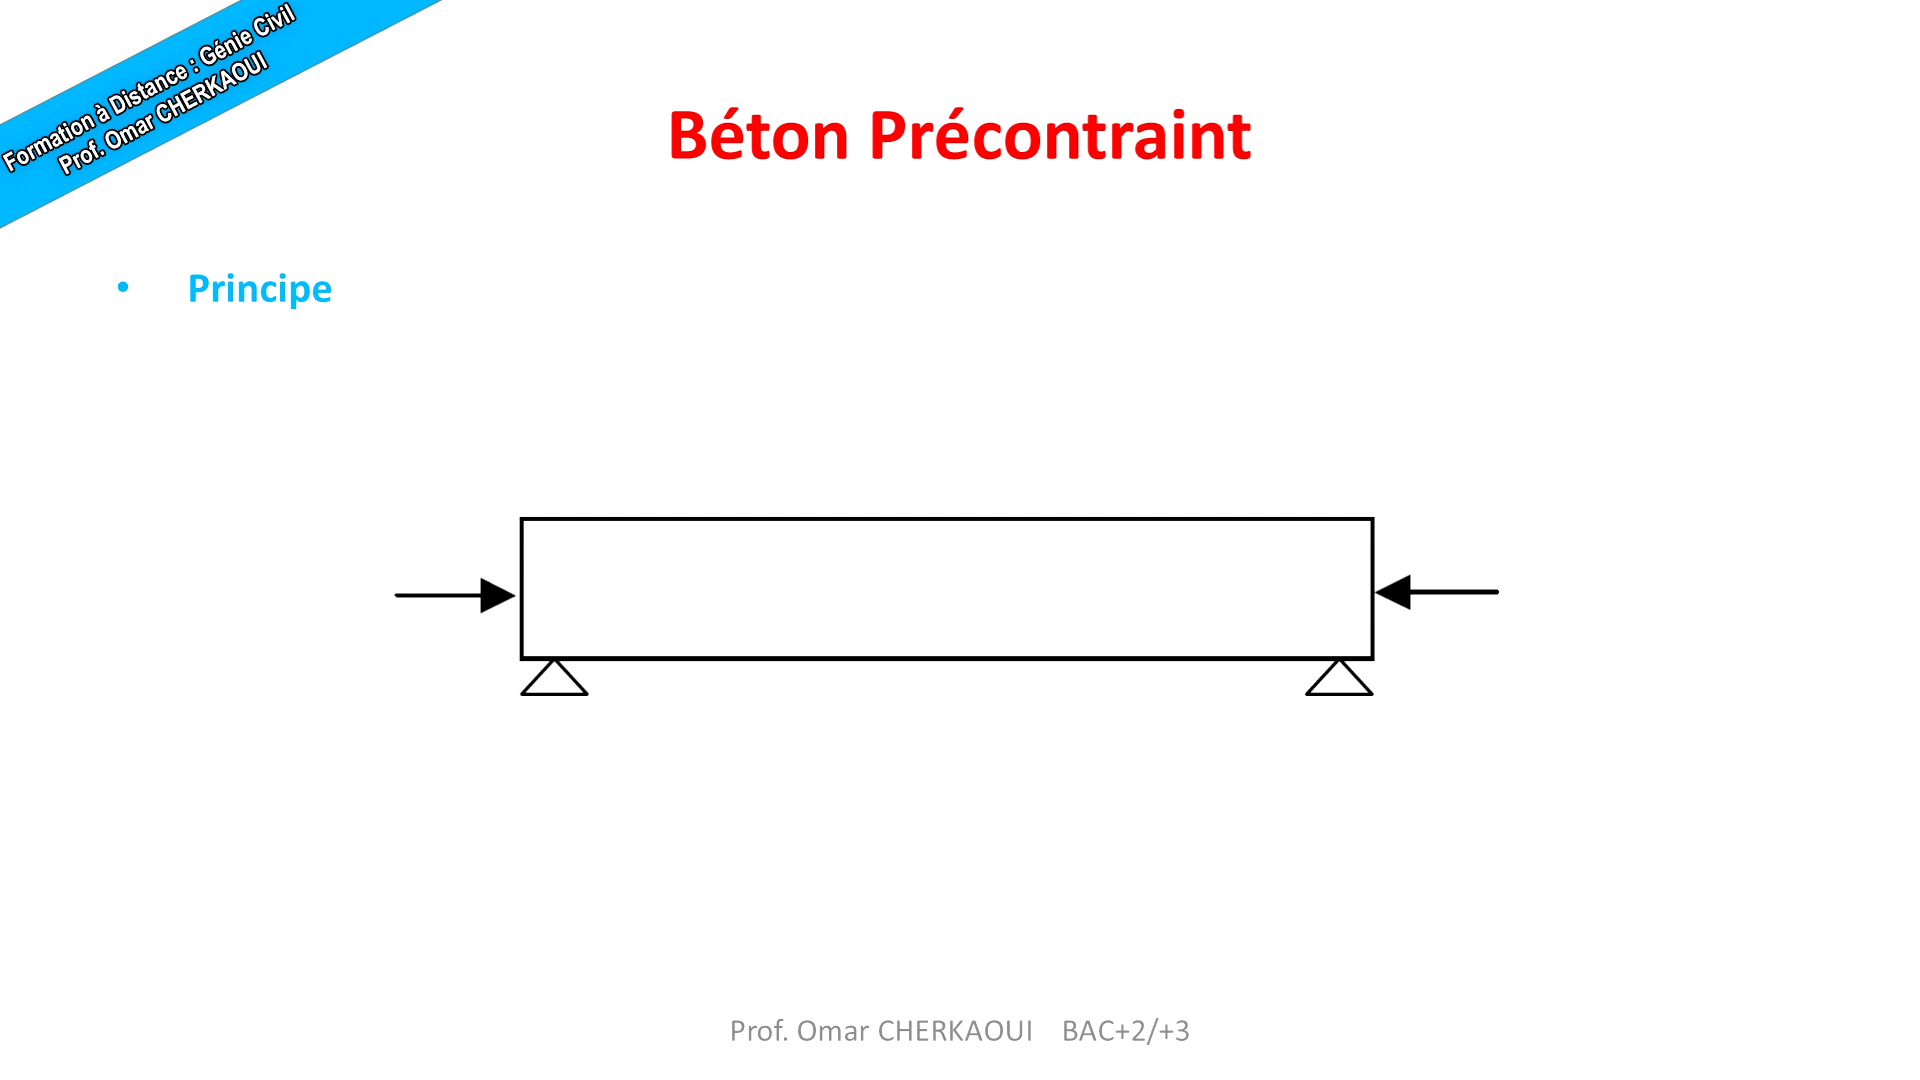 Formation à Distance : Génie Civil
Prof. Omar CHERKAOUI
Béton Précontraint
• Principe
Prof. Omar CHERKAOUI BAC+2/+3